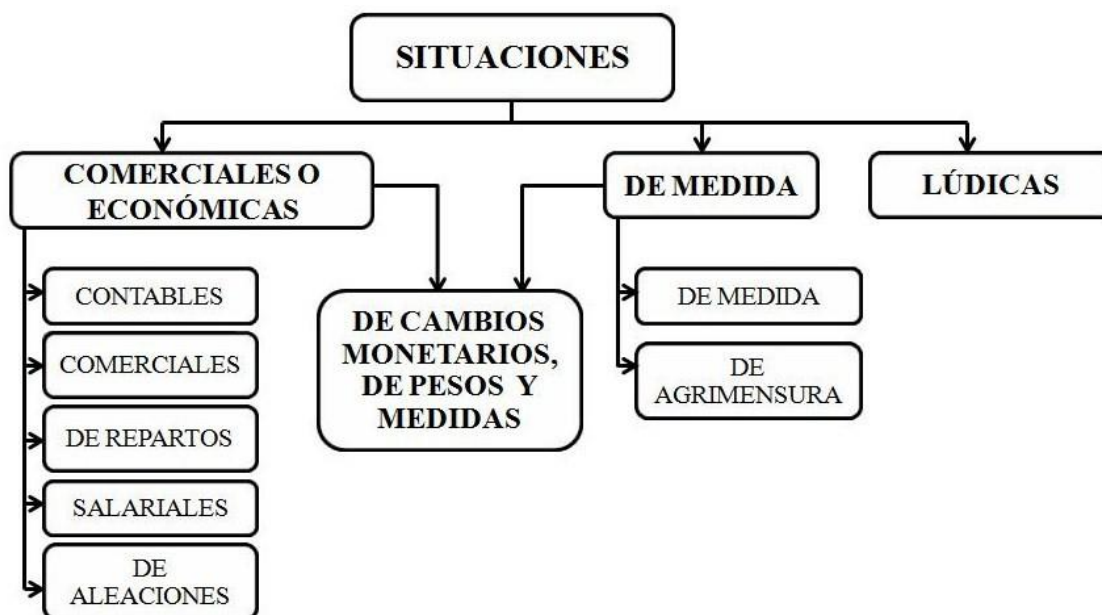 SITUACIONES
COMERCIALES O
ECONÓMICAS
DE MEDIDA
LÚDICAS
CONTABLES
COMERCIALES
DE REPARTOS
SALARIALES
DE
ALEACIONES
DE CAMBIOS
MONETARIOS,
DE PESOS Y
MEDIDAS
DE MEDIDA
DE
AGRIMENSURA